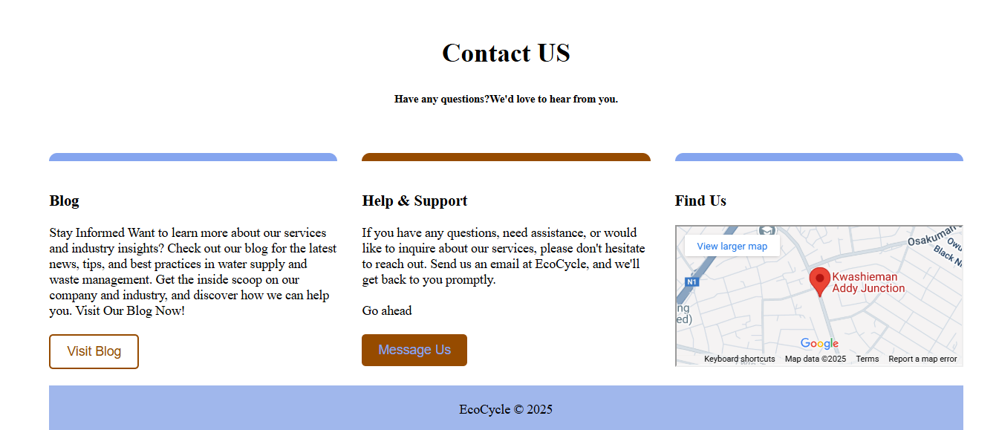 Contact US
Have any questions?We'd love to hear from you.
Blog
Stay Informed Want to learn more about our services
and industry insights? Check out our blog for the latest
news, tips, and best practices in water supply and
waste management. Get the inside scoop on our
company and industry, and discover how we can help
you. Visit Our Blog Now!
Visit Blog
Help & Support
If you have any questions, need assistance, or would
like to inquire about our services, please don't hesitate
to reach out. Send us an email at EcoCycle, and we'll
get back to you promptly.
Go ahead
Message Us
Find Us
View larger map
Osakuman
Black
N1
Kwashieman
Addy Junction
ng
ed)
Google
Keyboard shortcuts Map data ©2025 Terms Report a map error
EcoCycle © 2025